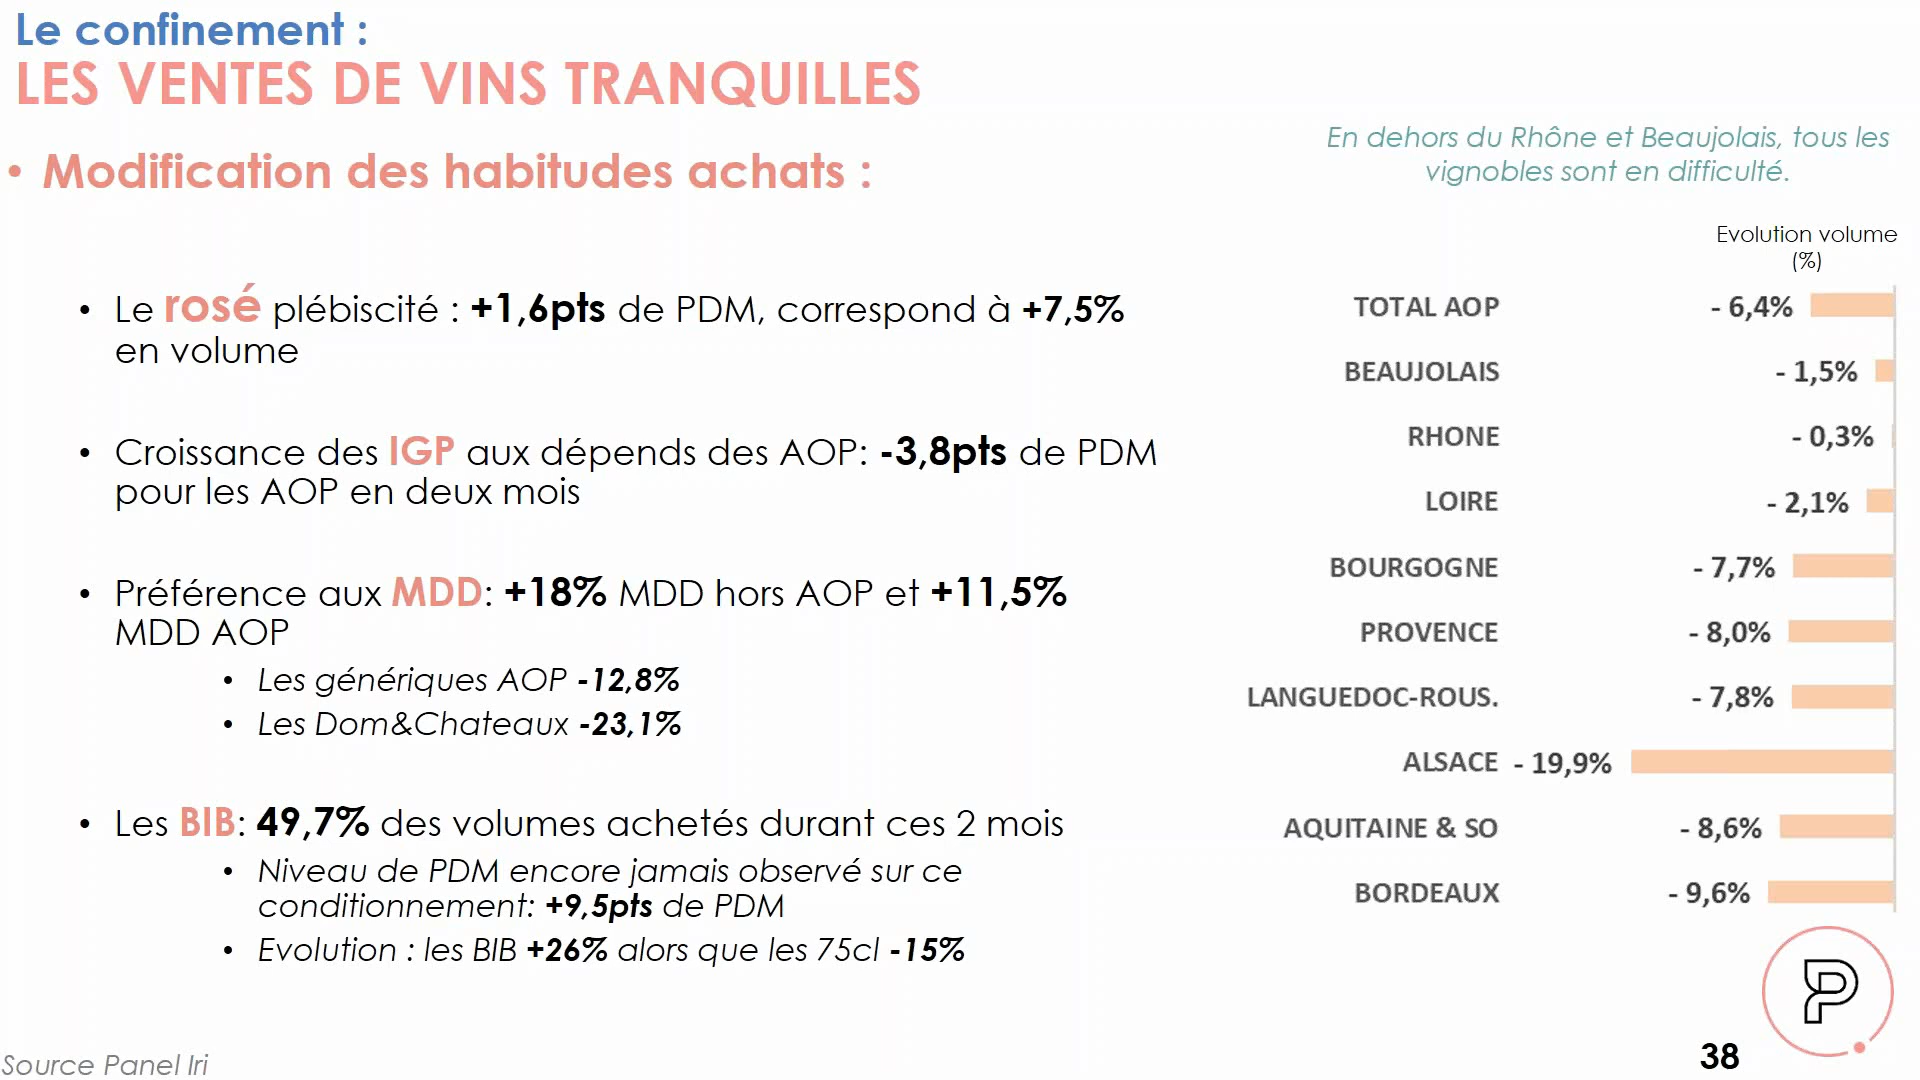 Le confinement :
LES VENTES DE VINS TRANQUILLES
• Modification des habitudes achats :
• Le rosé plébiscité : +1,6pts de PDM, correspond à +7,5%
en volume
• Croissance des IGP aux dépends des AOP: -3,8pts de PDM
pour les AOP en deux mois
• Préférence aux MDD: +18% MDD hors AOP et +11,5%
MDD AOP
• Les génériques AOP -12,8%
• Les Dom&Chateaux -23,1%
• Les BIB: 49,7% des volumes achetés durant ces 2 mois
• Niveau de PDM encore jamais observé sur ce
conditionnement: +9,5pts de PDM
• Evolution : les BIB +26% alors que les 75cl -15%
En dehors du Rhône et Beaujolais, tous les
vignobles sont en difficulté.
Evolution volume
(%)
TOTAL AOP - 6,4%
BEAUJOLAIS - 1,5%
RHONE - 0,3%
LOIRE - 2,1%
BOURGOGNE - 7,7%
PROVENCE - 8,0%
LANGUEDOC-ROUS. - 7,8%
ALSACE - 19,9%
AQUITAINE & SO - 8,6%
BORDEAUX - 9,6%
P
38
Source Panel Iri